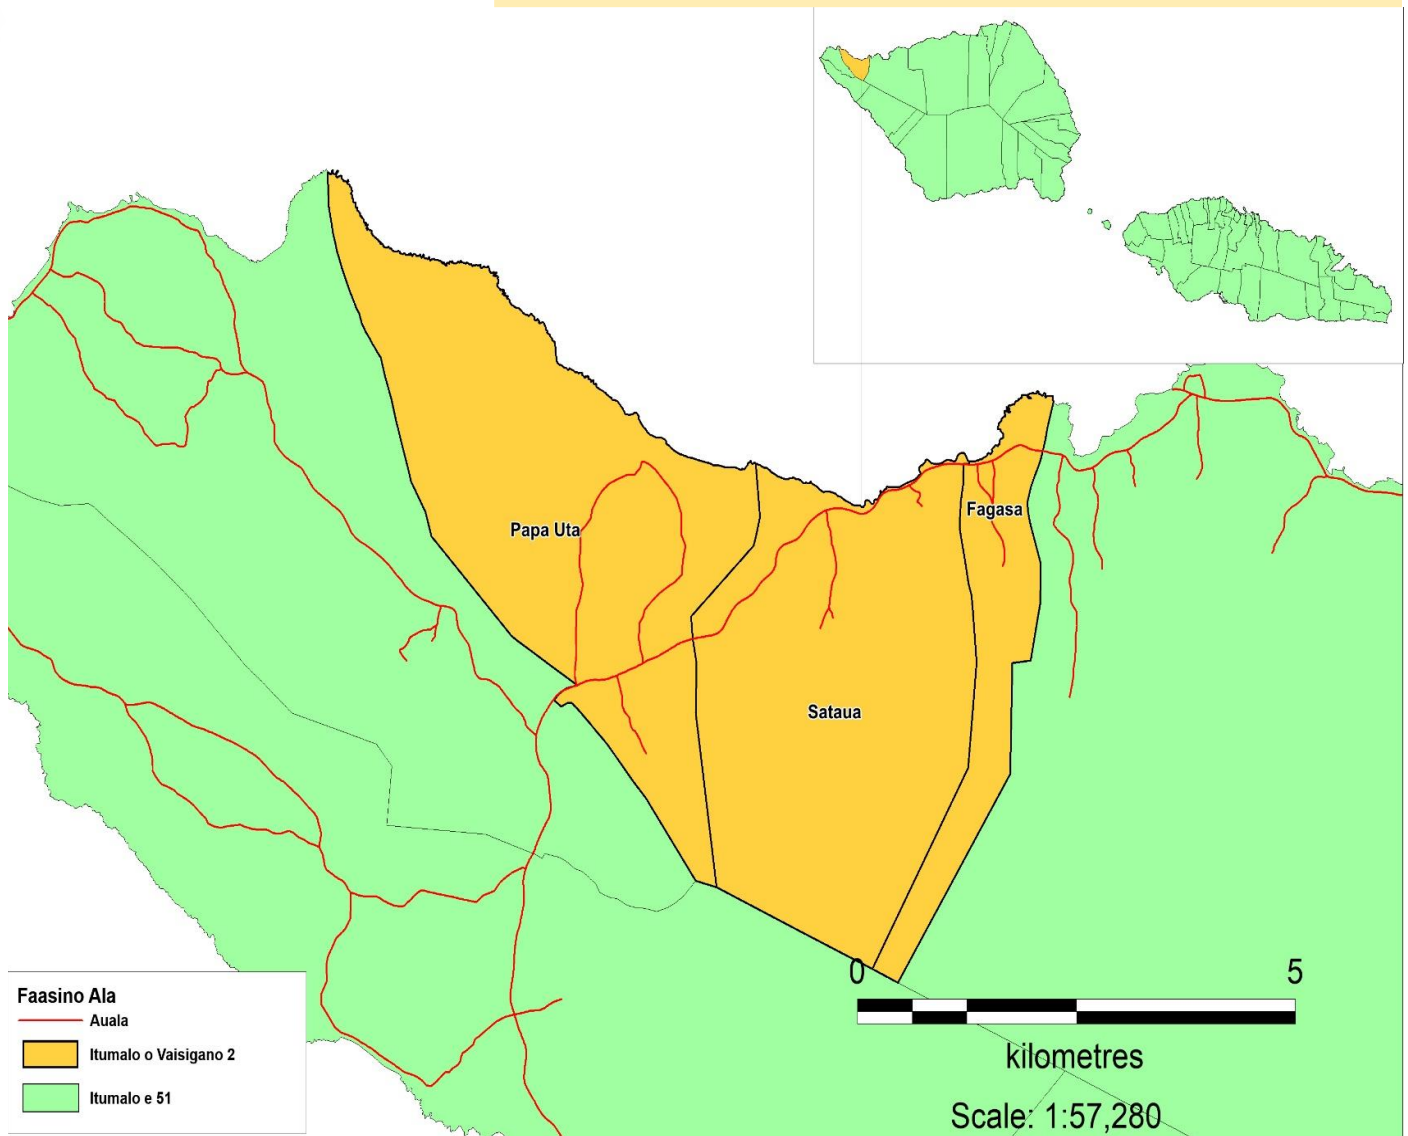 Papa Uta
Fagasa
Sataua
0 5
kilometres
Scale: 1:57,280
Faasino Ala
Auala
Itumalo o Vaisigano 2
Itumalo e 51